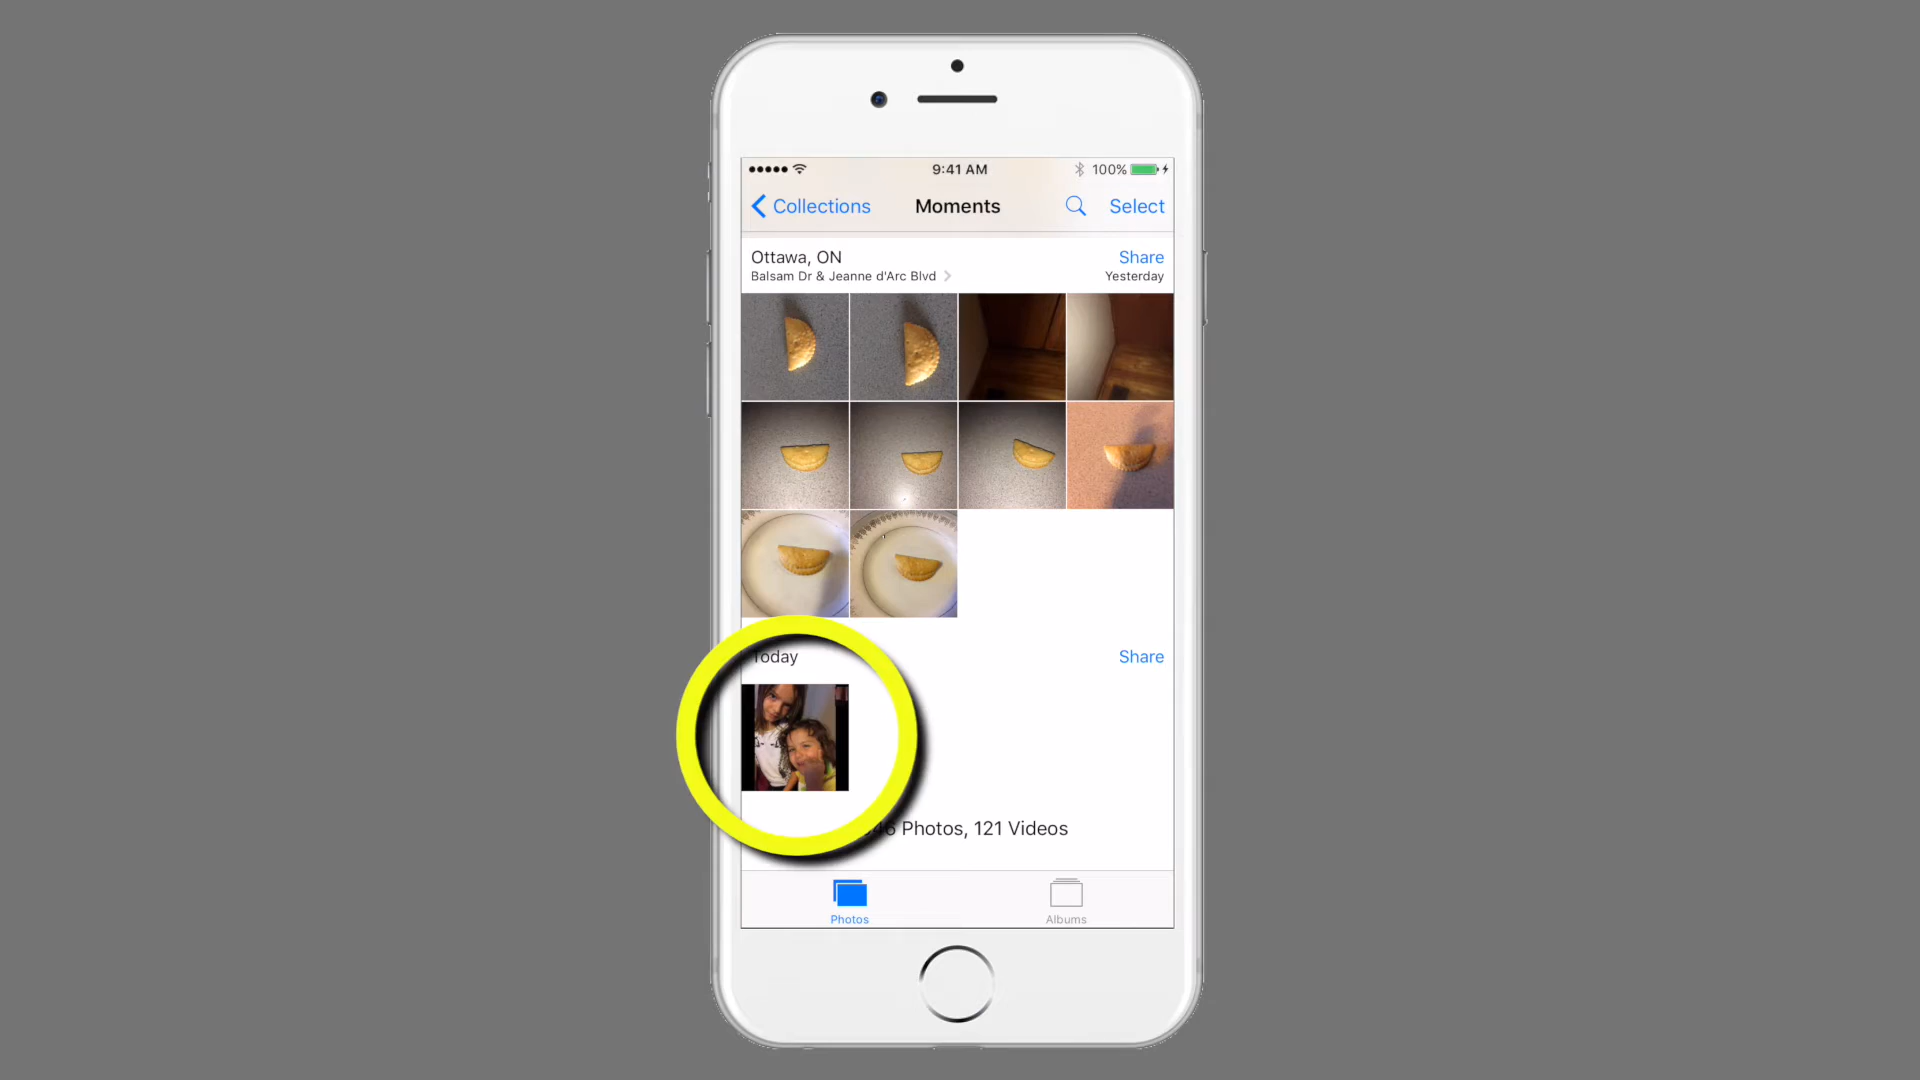 9:41 AM 100%
Collections Moments Select
Ottawa, ON Share
Balsam Dr & Jeanne d'Arc Blvd Yesterday
Today Share
Photos, 121 Videos
Photos Albums